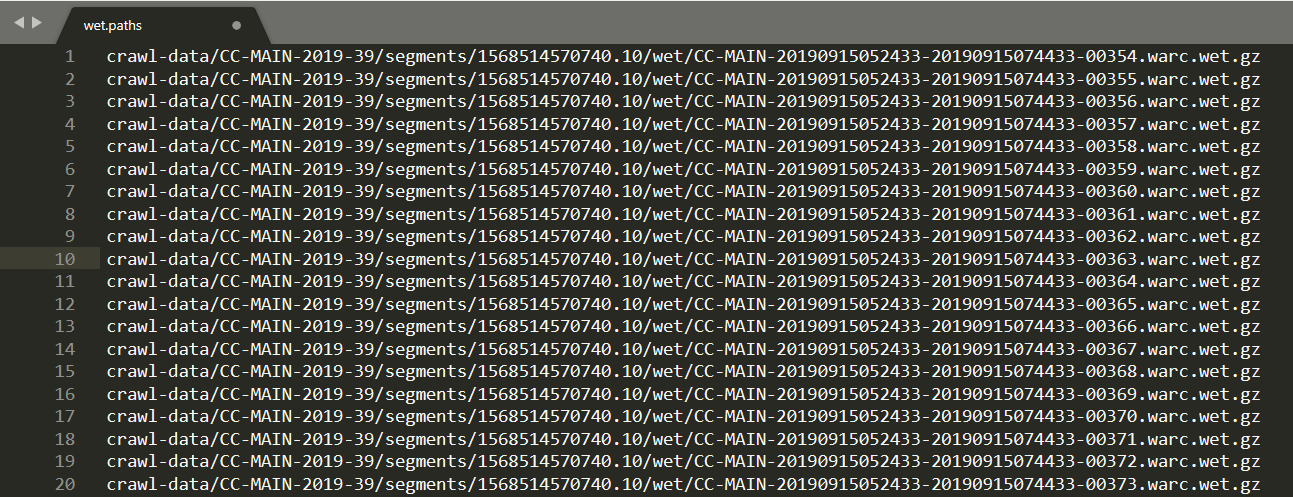 wet.paths
1 crawl-data/CC-MAIN-2019-39/segments/1568514570740.10/wet/CC-MAIN-20190915052433-20190915074433-00354.warc.wet.gz
2 crawl-data/CC-MAIN-2019-39/segments/1568514570740.10/wet/CC-MAIN-20190915052433-20190915074433-00355.warc.wet.gz
3 crawl-data/CC-MAIN-2019-39/segments/1568514570740.10/wet/CC-MAIN-20190915052433-20190915074433-00356.warc.wet.gz
4 crawl-data/CC-MAIN-2019-39/segments/1568514570740.10/wet/CC-MAIN-20190915052433-20190915074433-00357.warc.wet.gz
5 crawl-data/CC-MAIN-2019-39/segments/1568514570740.10/wet/CC-MAIN-20190915052433-20190915074433-00358.warc.wet.gz
6 crawl-data/CC-MAIN-2019-39/segments/1568514570740.10/wet/CC-MAIN-20190915052433-20190915074433-00359.warc.wet.gz
7 crawl-data/CC-MAIN-2019-39/segments/1568514570740.10/wet/CC-MAIN-20190915052433-20190915074433-00360.warc.wet.gz
8 crawl-data/CC-MAIN-2019-39/segments/1568514570740.10/wet/CC-MAIN-20190915052433-20190915074433-00361.warc.wet.gz
9 crawl-data/CC-MAIN-2019-39/segments/1568514570740.10/wet/CC-MAIN-20190915052433-20190915074433-00362.warc.wet.gz
10 crawl-data/CC-MAIN-2019-39/segments/1568514570740.10/wet/CC-MAIN-20190915052433-20190915074433-00363.warc.wet.gz
11 crawl-data/CC-MAIN-2019-39/segments/1568514570740.10/wet/CC-MAIN-20190915052433-20190915074433-00364.warc.wet.gz
12 crawl-data/CC-MAIN-2019-39/segments/1568514570740.10/wet/CC-MAIN-20190915052433-20190915074433-00365.warc.wet.gz
13 crawl-data/CC-MAIN-2019-39/segments/1568514570740.10/wet/CC-MAIN-20190915052433-20190915074433-00366.warc.wet.gz
14 crawl-data/CC-MAIN-2019-39/segments/1568514570740.10/wet/CC-MAIN-20190915052433-20190915074433-00367.warc.wet.gz
15 crawl-data/CC-MAIN-2019-39/segments/1568514570740.10/wet/CC-MAIN-20190915052433-20190915074433-00368.warc.wet.gz
16 crawl-data/CC-MAIN-2019-39/segments/1568514570740.10/wet/CC-MAIN-20190915052433-20190915074433-00369.warc.wet.gz
17 crawl-data/CC-MAIN-2019-39/segments/1568514570740.10/wet/CC-MAIN-20190915052433-20190915074433-00370.warc.wet.gz
18 crawl-data/CC-MAIN-2019-39/segments/1568514570740.10/wet/CC-MAIN-20190915052433-20190915074433-00371.warc.wet.gz
19 crawl-data/CC-MAIN-2019-39/segments/1568514570740.10/wet/CC-MAIN-20190915052433-20190915074433-00372.warc.wet.gz
20 crawl-data/CC-MAIN-2019-39/segments/1568514570740.10/wet/CC-MAIN-20190915052433-20190915074433-00373.warc.wet.gz